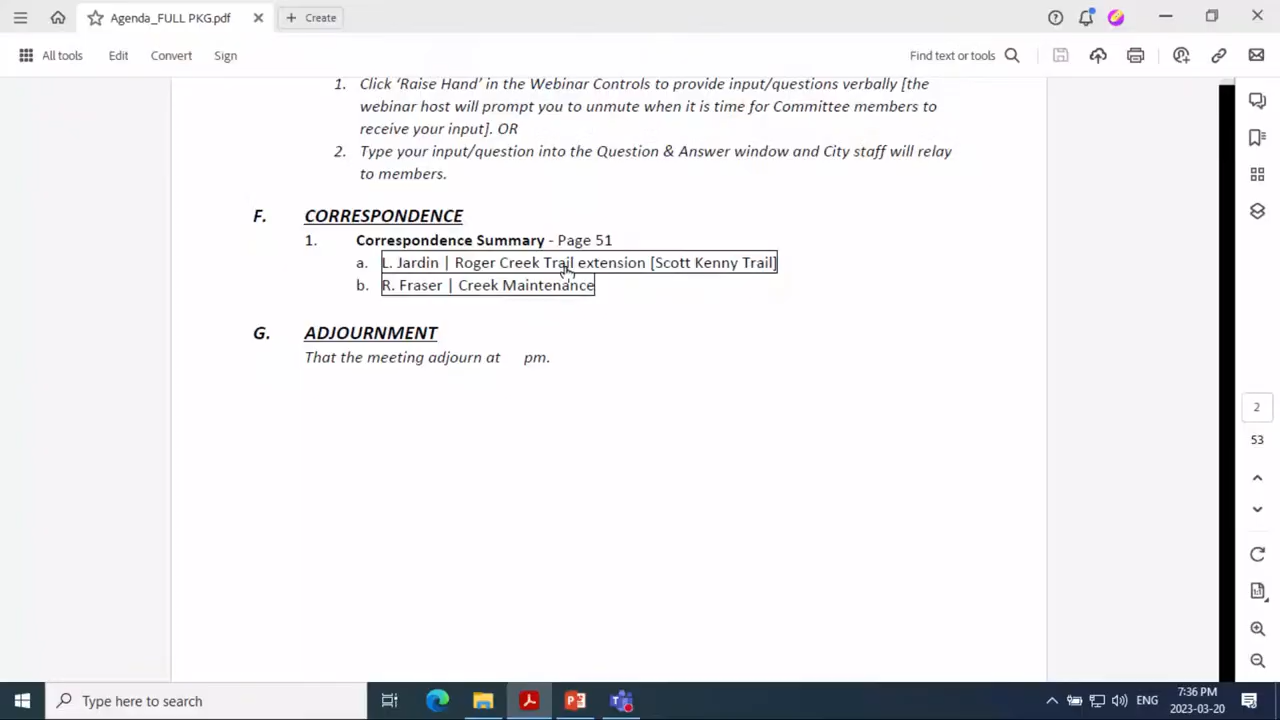 Agenda_FULL PKG.pdf
Create
All tools
Edit
Convert
Sign
Find text or tools
1. Click ‘Raise Hand’ in the Webinar Controls to provide input/questions verbally [the
webinar host will prompt you to unmute when it is time for Committee members to
receive your input]. OR
2. Type your input/question into the Question & Answer window and City staff will relay
to members.
F. CORRESPONDENCE
1. Correspondence Summary - Page 51
a. L. Jardin | Roger Creek Trail extension [Scott Kenny Trail]
b. R. Fraser | Creek Maintenance
G. ADJOURNMENT
That the meeting adjourn at pm.
2
53
Type here to search
ENG
7:36 PM
2023-03-20